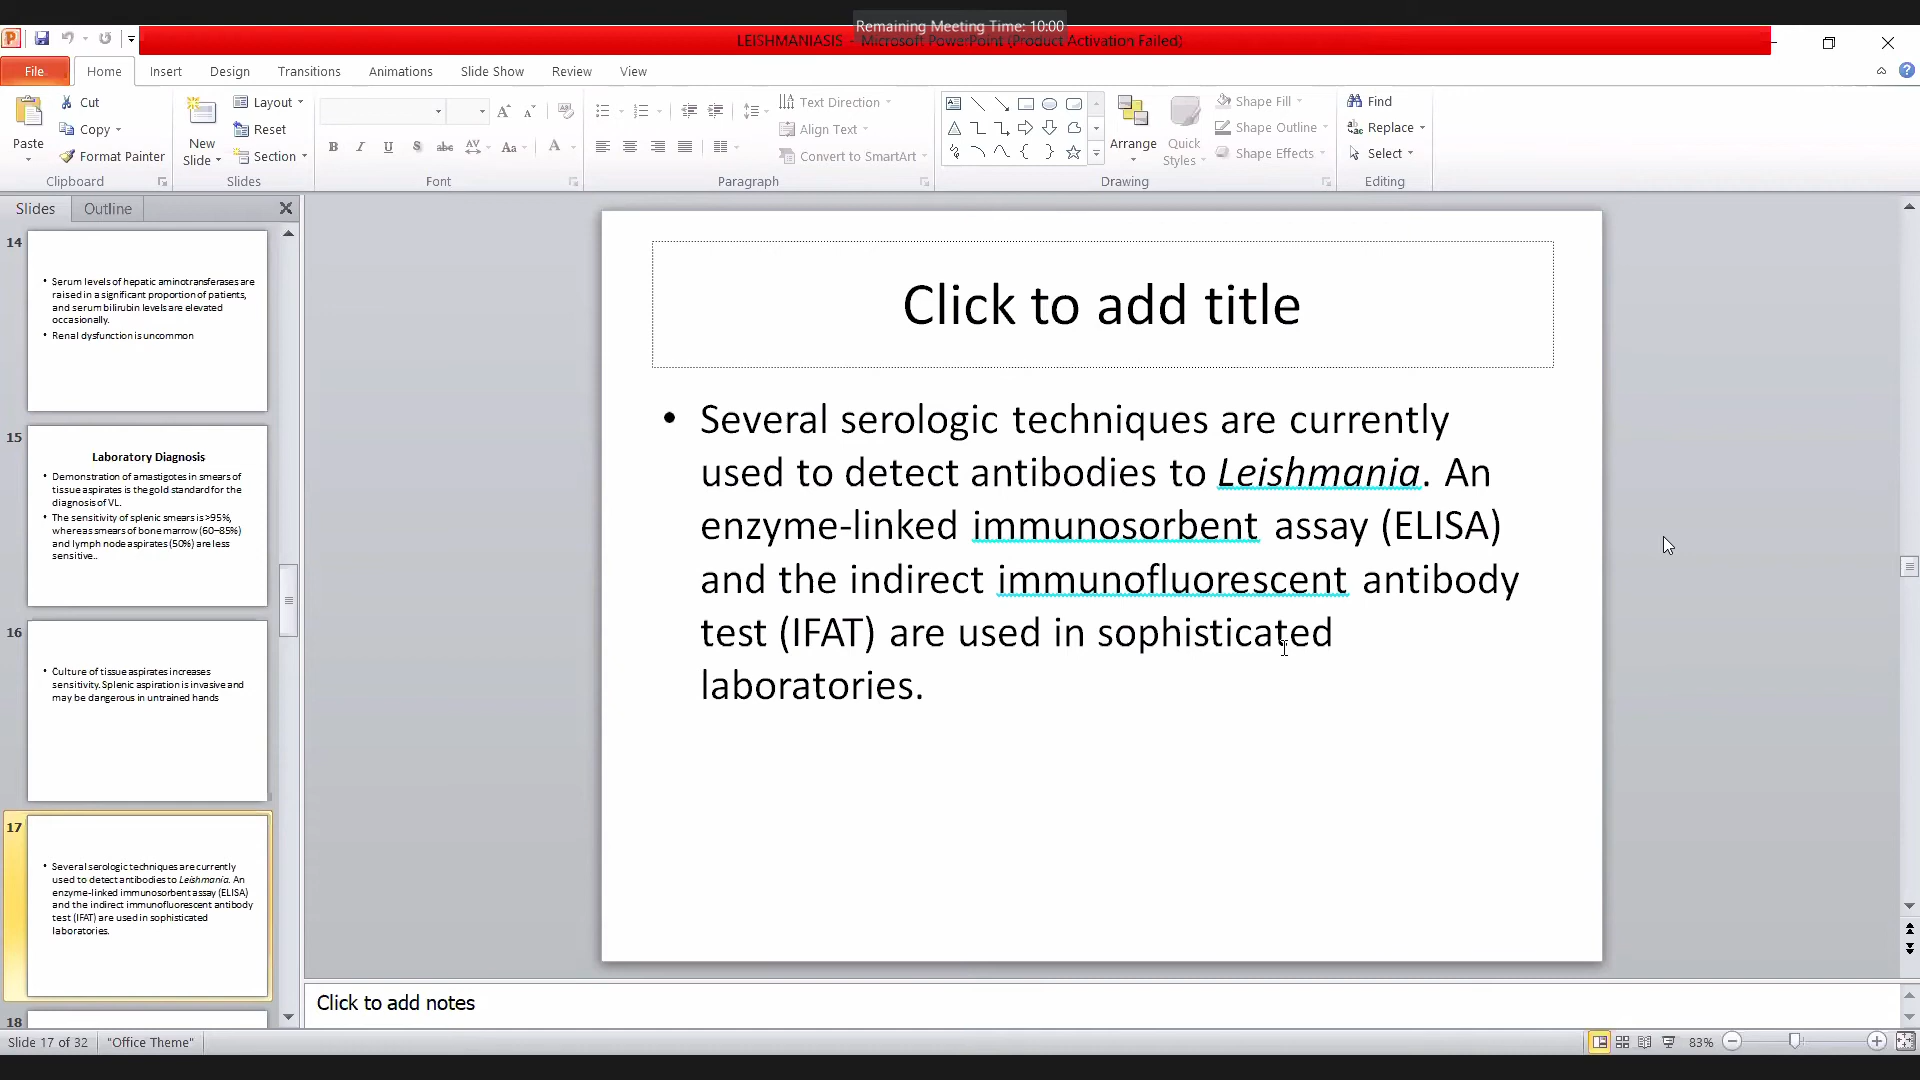 Remaining Meeting Time: 10:00
LEISHMANIASIS - Microsoft PowerPoint (Product Activation Failed)
File Home Insert Design Transitions Animations Slide Show Review View
Paste
Cut
Copy
Format Painter
Clipboard
New
Slide
Layout
Reset
Section
Slides
Font
Text Direction
Align Text
Convert to SmartArt
Paragraph
Arrange
Quick
Styles
Shape Fill
Shape Outline
Shape Effects
Drawing
Find
Replace
Select
Editing
Slides Outline
14
• Serum levels of hepatic aminotransferases are
raised in a significant proportion of patients,
and serum bilirubin levels are elevated
occasionally.
• Renal dysfunction is uncommon
15
Laboratory Diagnosis
• Demonstration of amastigotes in smears of
tissue aspirates is the gold standard for the
diagnosis of VL.
• The sensitivity of splenic smears is >95%,
whereas smears of bone marrow (60–85%)
and lymph node aspirates (50%) are less
sensitive..
16
• Culture of tissue aspirates increases
sensitivity. Splenic aspiration is invasive and
may be dangerous in untrained hands
17
• Several serologic techniques are currently
used to detect antibodies to Leishmania. An
enzyme-linked immunosorbent assay (ELISA)
and the indirect immunofluorescent antibody
test (IFAT) are used in sophisticated
laboratories.
18
Click to add title
• Several serologic techniques are currently
used to detect antibodies to Leishmania. An
enzyme-linked immunosorbent assay (ELISA)
and the indirect immunofluorescent antibody
test (IFAT) are used in sophisticated
laboratories.
Click to add notes
Slide 17 of 32 "Office Theme" 83%